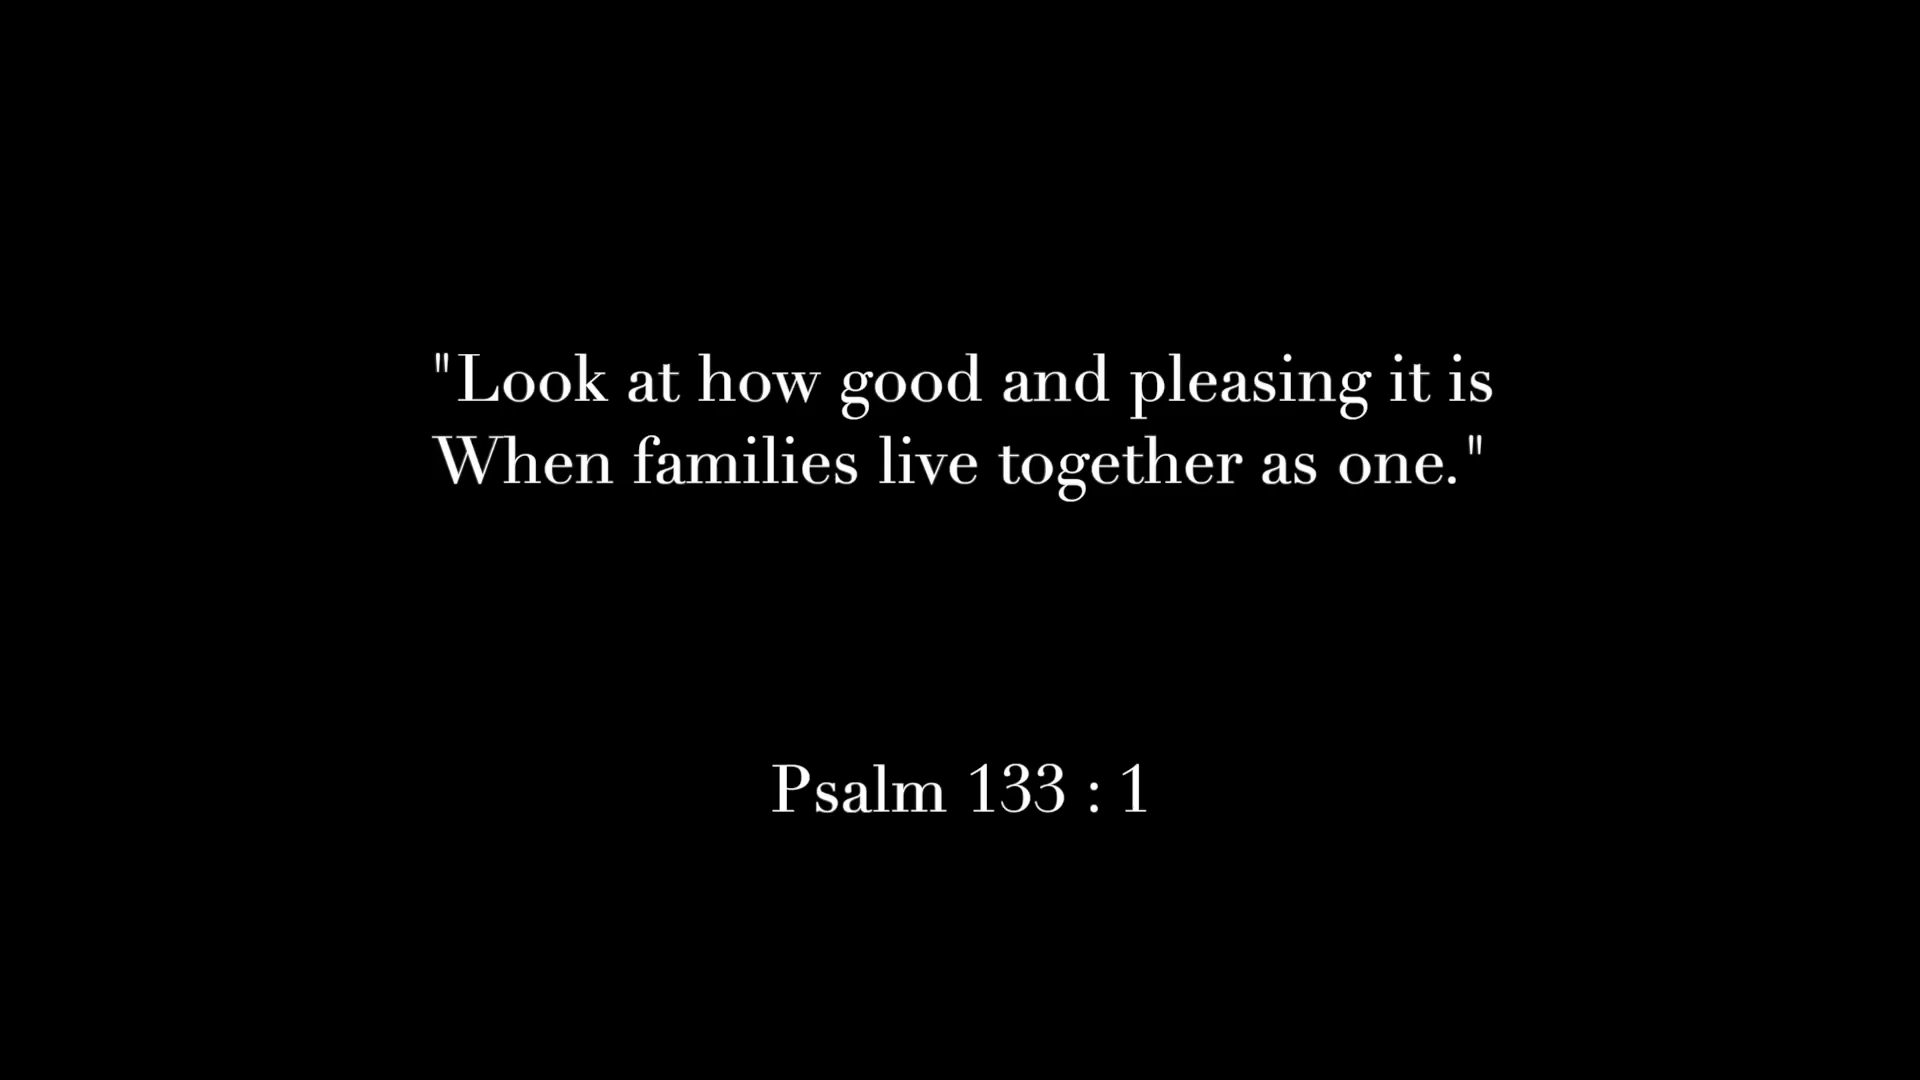 "Look at how good and pleasing it is
When families live together as one."
Psalm 133 : 1